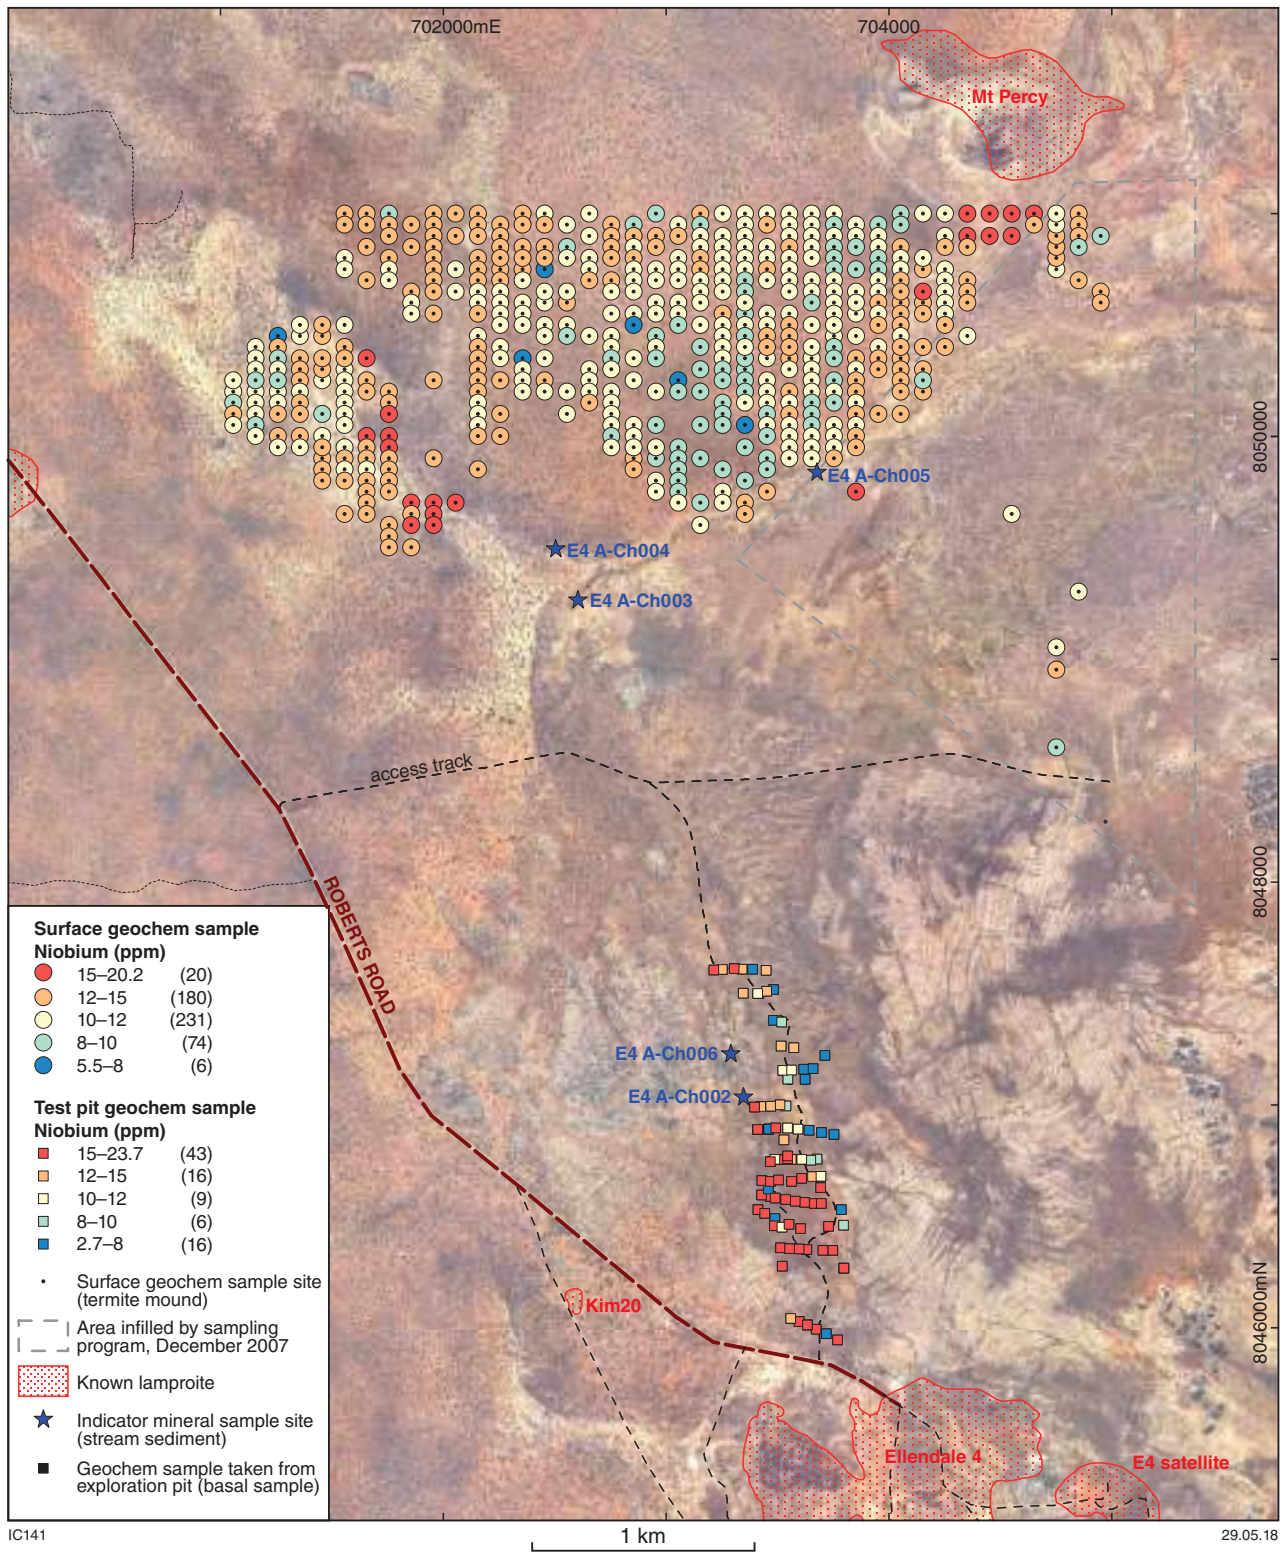 702000mE
704000
Mt Percy
8050000
E4 A-Ch005
E4 A-Ch004
E4 A-Ch003
access track
8048000
ROBERTS ROAD
E4 A-Ch006
E4 A-Ch002
Kim20
8046000mN
Ellendale 4
E4 satellite
Surface geochem sample
Niobium (ppm)
15–20.2 (20)
12–15 (180)
10–12 (231)
8–10 (74)
5.5–8 (6)
Test pit geochem sample
Niobium (ppm)
15–23.7 (43)
12–15 (16)
10–12 (9)
8–10 (6)
2.7–8 (16)
Surface geochem sample site
(termite mound)
Area infilled by sampling
program, December 2007
Known lamproite
Indicator mineral sample site
(stream sediment)
Geochem sample taken from
exploration pit (basal sample)
IC141
1 km
29.05.18